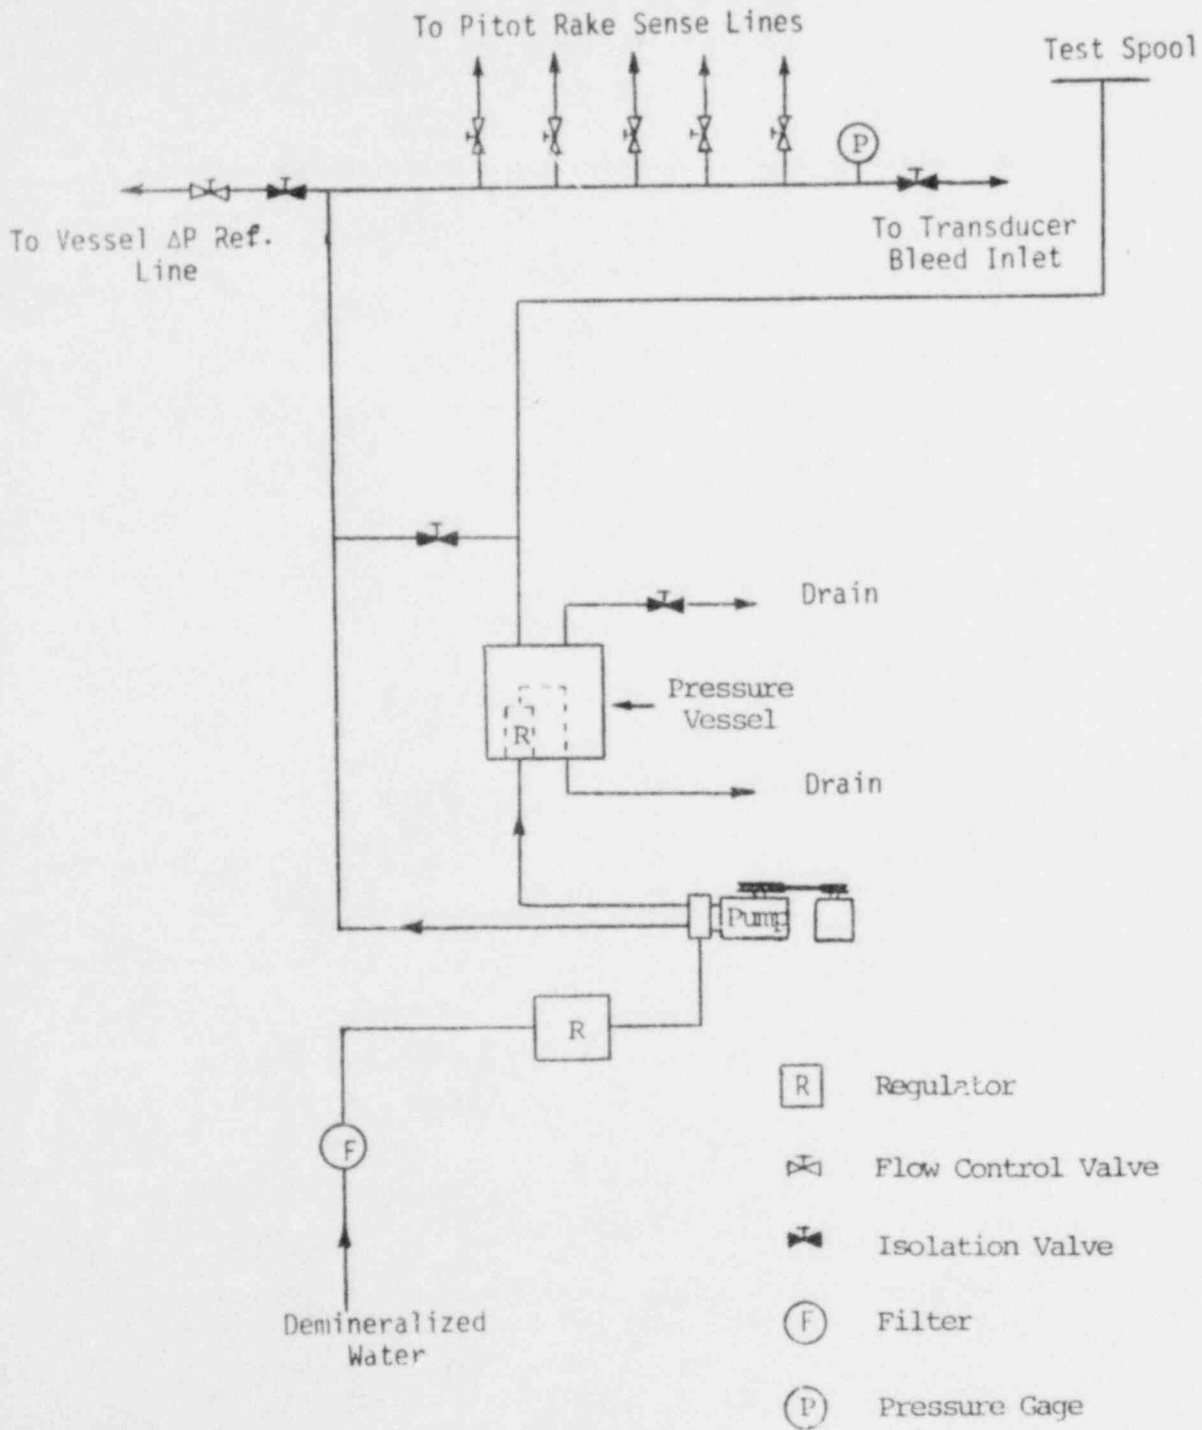 To Pitot Rake Sense Lines
Test Spool
P
To Vessel ΔP Ref.
Line
To Transducer
Bleed Inlet
Drain
Pressure
Vessel
R
Drain
Pump
R
R Regulator
Flow Control Valve
Isolation Valve
F
F Filter
Demineralized
Water
P Pressure Gage